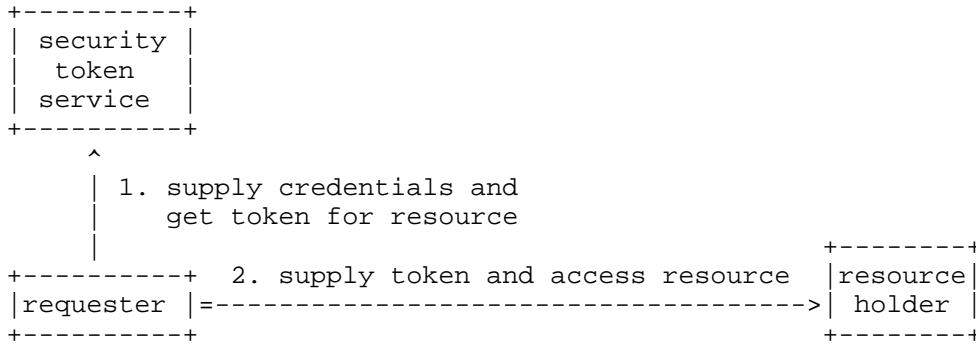 security
token
service
1. supply credentials and
get token for resource
2. supply token and access resource
resource
requester
holder